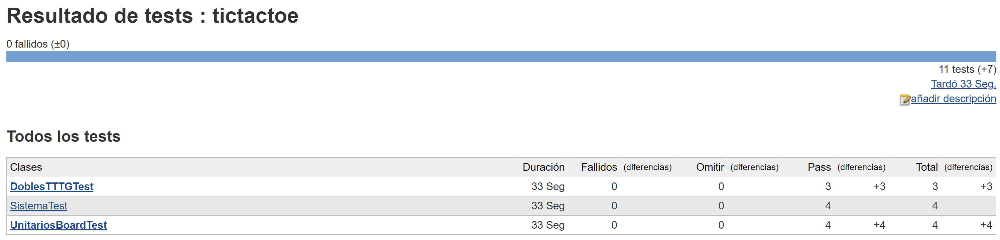 Resultado de tests : tictactoe
0 fallidos (±0)
11 tests (+7)
Tardó 33 Seg.
añadir descripción
Todos los tests
Clases Duración Fallidos (diferencias) Omitir (diferencias) Pass (diferencias) Total (diferencias)
DoblesTTTGTest 33 Seg 0 0 3 +3 3 +3
SistemaTest 33 Seg 0 0 4 4
UnitariosBoardTest 33 Seg 0 0 4 +4 4 +4